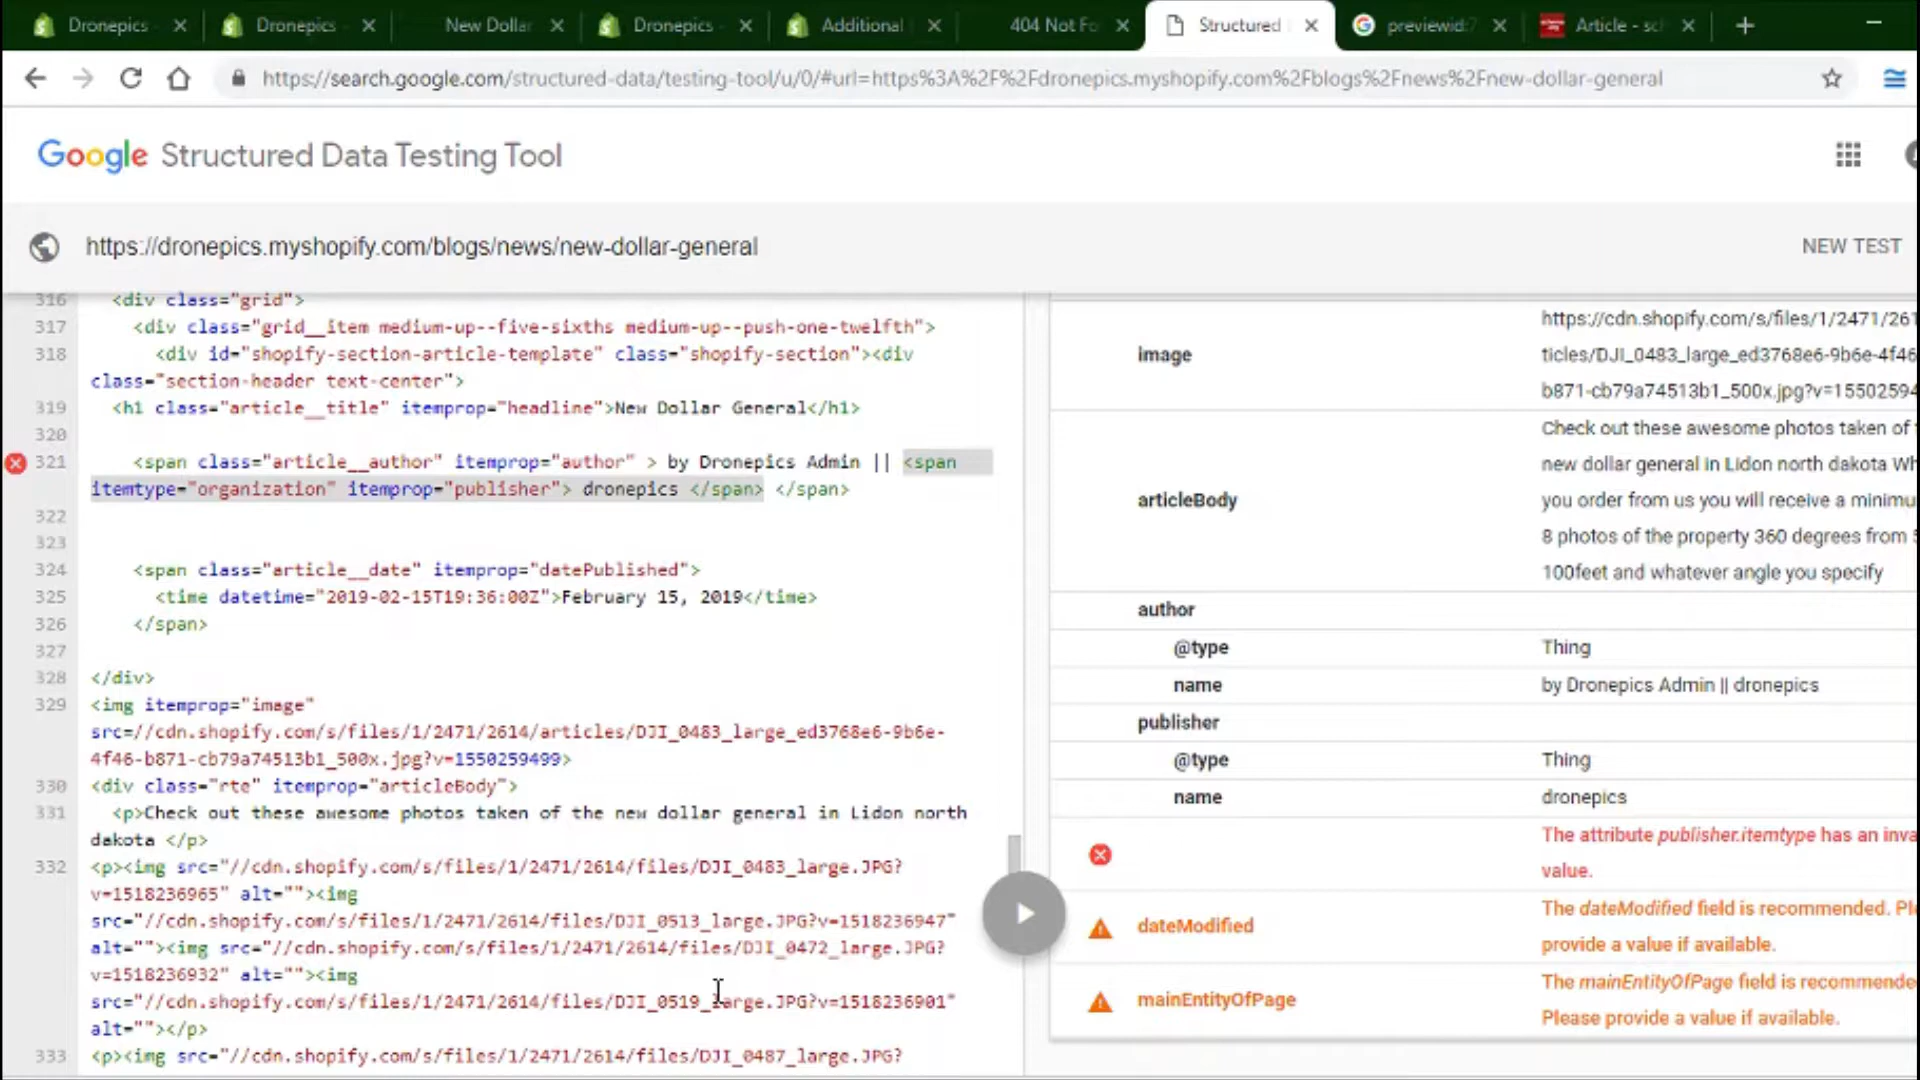 Dronepics -
Dronepics -
New Dollar
Dronepics -
Additional
404 Not Fo
Structured
previewid:7
Article - sc
https://search.google.com/structured-data/testing-tool/u/0/#url=https%3A%2F%2Fdronepics.myshopify.com%2Fblogs%2Fnews%2Fnew-dollar-general
Google Structured Data Testing Tool
https://dronepics.myshopify.com/blogs/news/new-dollar-general
NEW TEST
316 <div class="grid">
317 <div class="grid__item medium-up--five-sixths medium-up--push-one-twelfth">
318 <div id="shopify-section-article-template" class="shopify-section"><div
class="section-header text-center">
319 <h1 class="article__title" itemprop="headline">New Dollar General</h1>
320
321 <span class="article__author" itemprop="author" > by Dronepics Admin || <span
itemtype="organization" itemprop="publisher"> dronepics </span> </span>
322
323
324 <span class="article__date" itemprop="datePublished">
325 <time datetime="2019-02-15T19:36:00Z">February 15, 2019</time>
326 </span>
327
328 </div>
329 <img itemprop="image"
src=//cdn.shopify.com/s/files/1/2471/2614/articles/DJI_0483_large_ed3768e6-9b6e-
4f46-b871-cb79a74513b1_500x.jpg?v=1550259499>
330 <div class="rte" itemprop="articleBody">
331 <p>Check out these awesome photos taken of the new dollar general in Lidon north
dakota </p>
332 <p><img src="//cdn.shopify.com/s/files/1/2471/2614/files/DJI_0483_large.JPG?
v=1518236965" alt=""><img
src="//cdn.shopify.com/s/files/1/2471/2614/files/DJI_0513_large.JPG?v=1518236947"
alt=""><img src="//cdn.shopify.com/s/files/1/2471/2614/files/DJI_0472_large.JPG?
v=1518236932" alt=""><img
src="//cdn.shopify.com/s/files/1/2471/2614/files/DJI_0519_large.JPG?v=1518236901"
alt=""></p>
333 <p><img src="//cdn.shopify.com/s/files/1/2471/2614/files/DJI_0487_large.JPG?
https://cdn.shopify.com/s/files/1/2471/261
image ticles/DJI_0483_large_ed3768e6-9b6e-4f46
b871-cb79a74513b1_500x.jpg?v=15502594
Check out these awesome photos taken of
new dollar general in Lidon north dakota Wh
articleBody you order from us you will receive a minimu
8 photos of the property 360 degrees from 5
100feet and whatever angle you specify
author
@type Thing
name by Dronepics Admin || dronepics
publisher
@type Thing
name dronepics
The attribute publisher.itemtype has an inva
value.
dateModified The dateModified field is recommended. Pl
provide a value if available.
mainEntityOfPage The mainEntityOfPage field is recommende
Please provide a value if available.